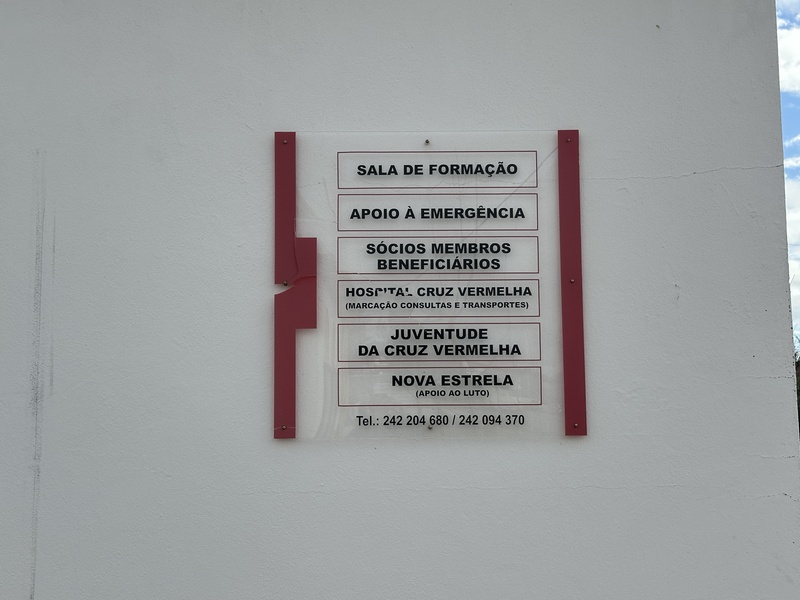 SALA DE FORMAÇÃO
APOIO À EMERGÊNCIA
SÓCIOS MEMBROS
BENEFICIÁRIOS
HOSPITAL CRUZ VERMELHA
(MARCAÇÃO CONSULTAS E TRANSPORTES)
JUVENTUDE
DA CRUZ VERMELHA
NOVA ESTRELA
(APOIO AO LUTO)
Tel.: 242 204 680 / 242 094 370